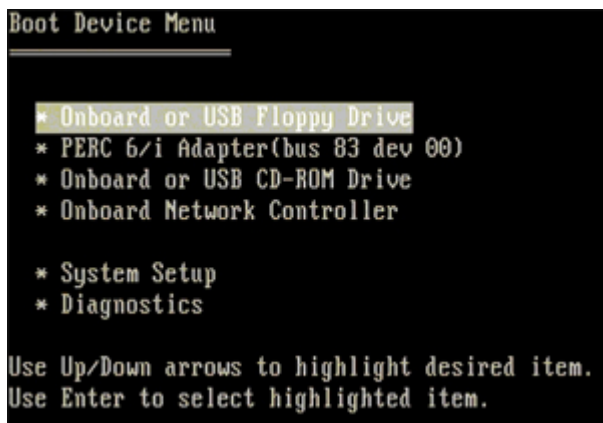 Boot Device Menu
* Onboard or USB Floppy Drive
* PERC 6/i Adapter(bus 83 dev 00)
* Onboard or USB CD-ROM Drive
* Onboard Network Controller
* System Setup
* Diagnostics
Use Up/Down arrows to highlight desired item.
Use Enter to select highlighted item.